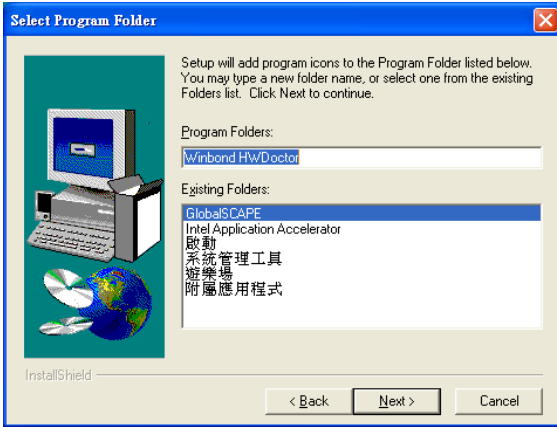 Select Program Folder
Setup will add program icons to the Program Folder listed below.
You may type a new folder name, or select one from the existing
Folders list. Click Next to continue.
Program Folders:
Winbond HWDoctor
Existing Folders:
GlobalSCAPE
Intel Application Accelerator
啟動
系統管理工具
遊樂場
附屬應用程式
InstallShield
< Back
Next >
Cancel